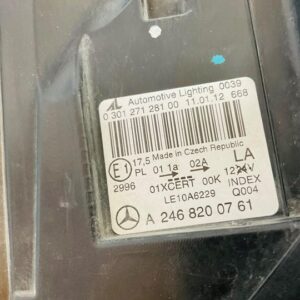 AL Automotive Lighting 0039
0 301 271 281 00 11.01.12 668
17,5 Made in Czech Republic
E1 PL 01 1a 02A LA
2996 01XCERT 00K 12V INDEX
LE10A6229 Q004
A 246 820 07 61